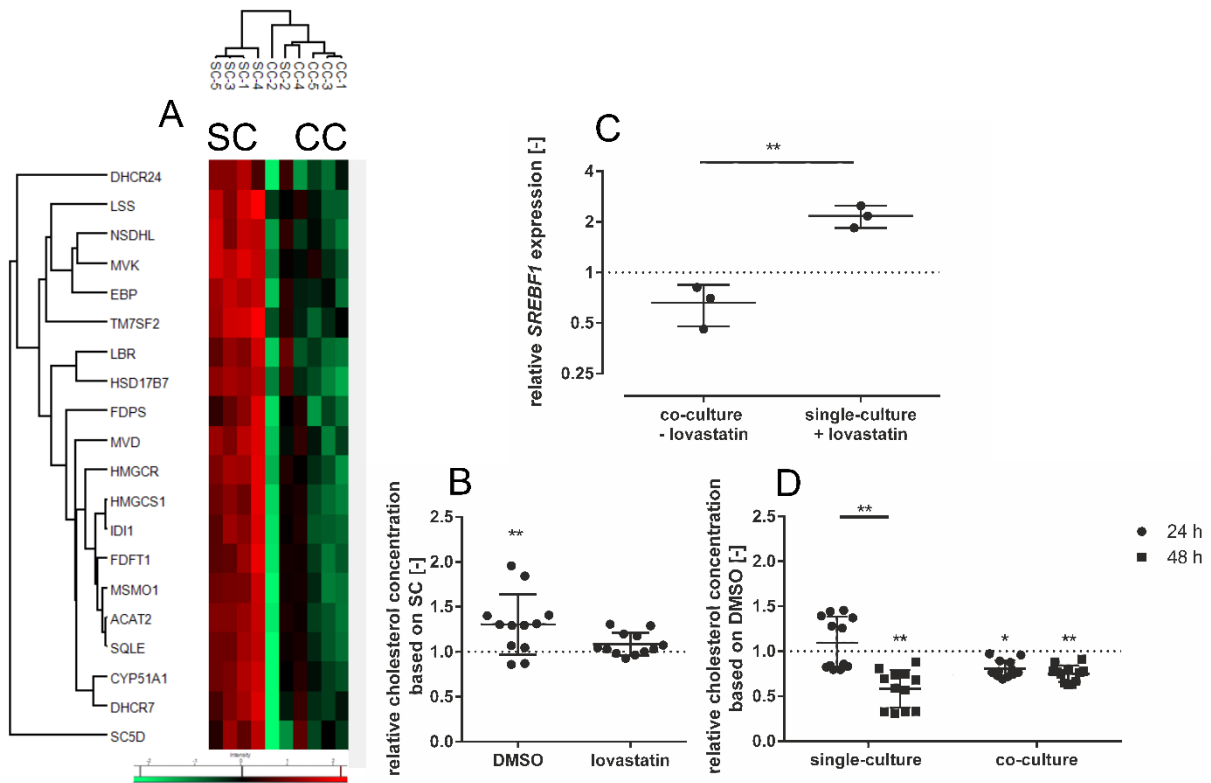 SC-5
SC-3
SC-1
SC-4
CC-2
SC-2
CC-4
CC-5
CC-3
CC-1
A
SC CC
DHCR24
LSS
NSDHL
MVK
EBP
TM7SF2
LBR
HSD17B7
FDPS
MVD
HMGCR
HMGCS1
IDI1
FDFT1
MSMO1
ACAT2
SQLE
CYP51A1
DHCR7
SC5D
Intensity
-2 0 2
C
relative SREBF1 expression [-]
**
4
2
1
0.5
0.25
co-culture
- lovastatin
single-culture
+ lovastatin
B
relative cholesterol concentration
based on SC [-]
2.5
2.0
1.5
1.0
0.5
0.0
**
DMSO
lovastatin
D
relative cholesterol concentration
based on DMSO [-]
2.5
2.0
1.5
1.0
0.5
0.0
**
**
*
**
single-culture
co-culture
24 h
48 h